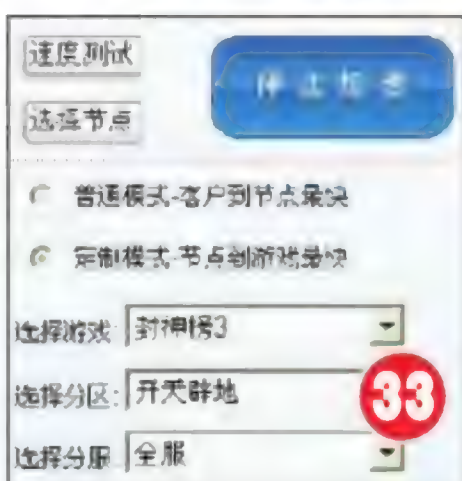 速度测试
停止加速
选择节点
普通模式-客户到节点最快
定制模式-节点到游戏最快
选择游戏: 封神榜3
选择分区: 开天辟地
33
选择分服: 全服